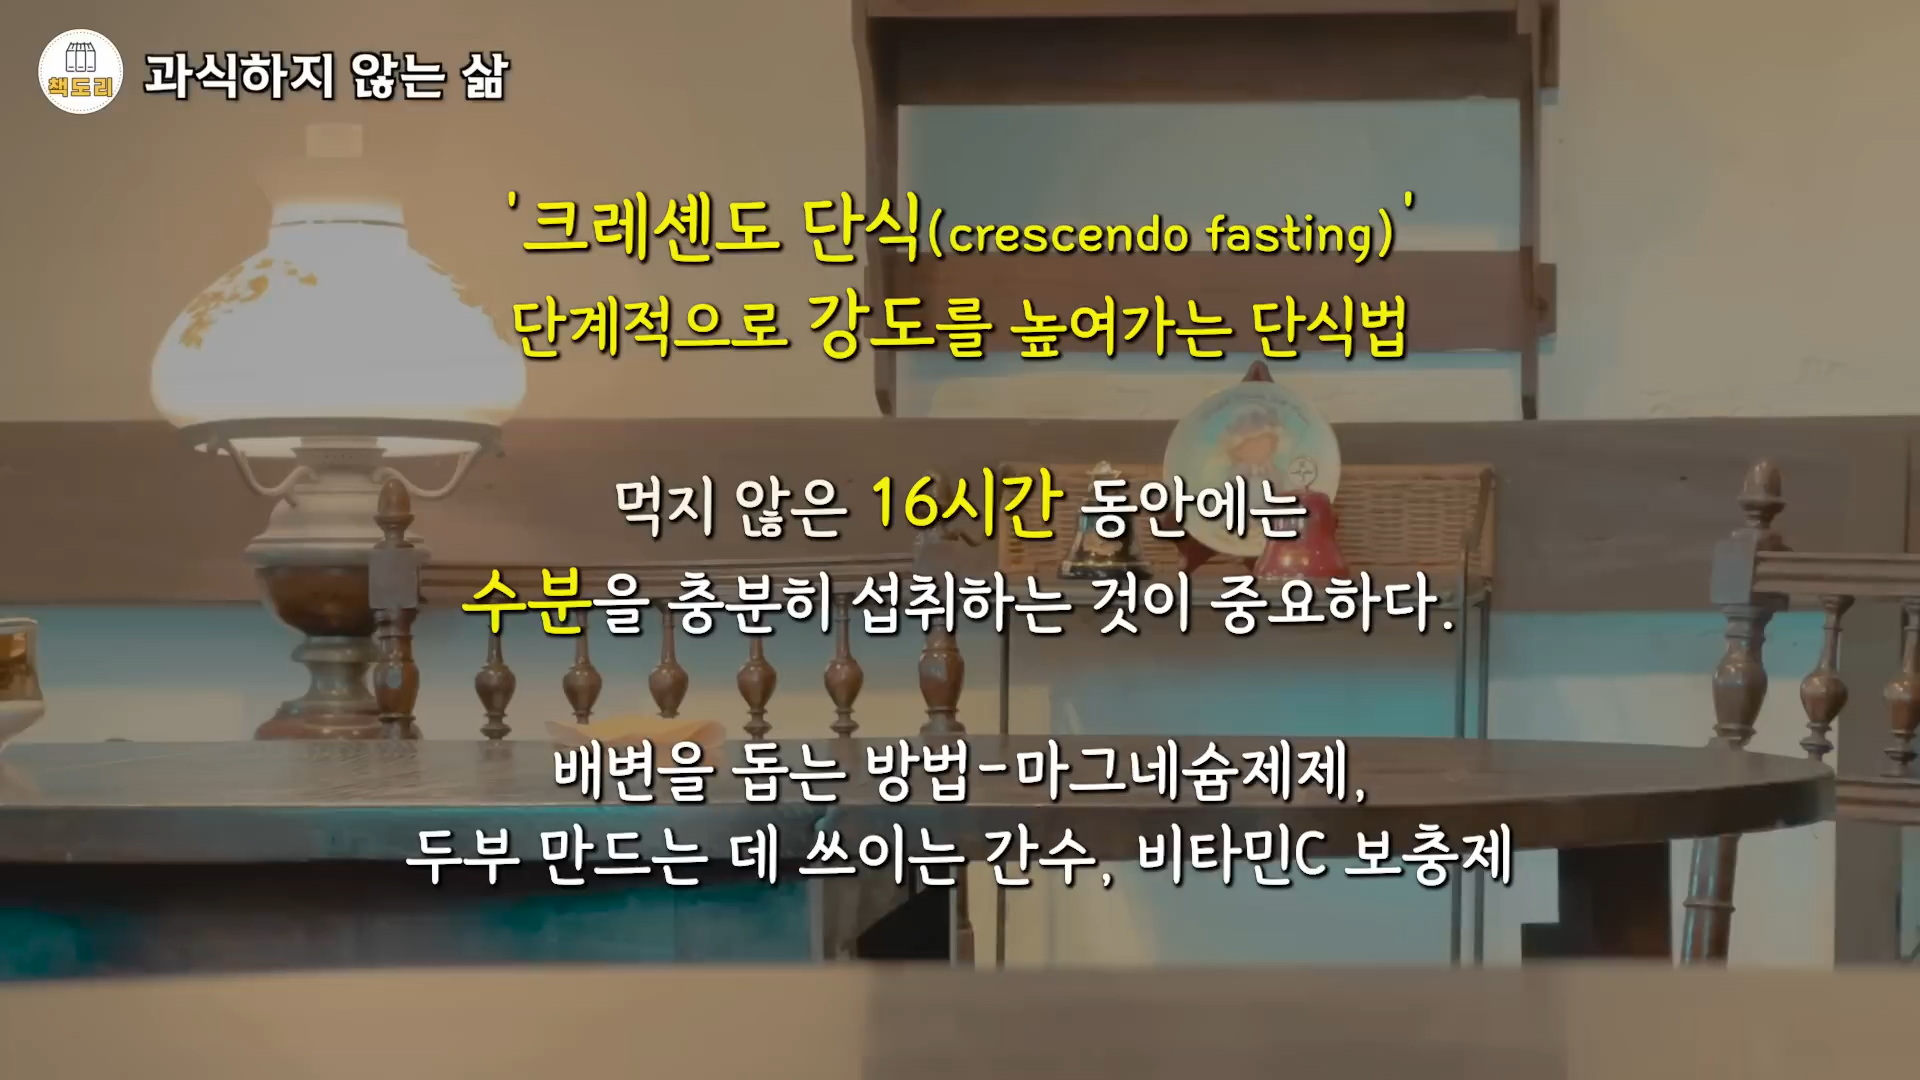 책도리
과식하지 않는 삶
'크레센도 단식(crescendo fasting)'
단계적으로 강도를 높여가는 단식법
먹지 않은 16시간 동안에는
수분을 충분히 섭취하는 것이 중요하다.
배변을 돕는 방법-마그네슘제제,
두부 만드는 데 쓰이는 간수, 비타민C 보충제